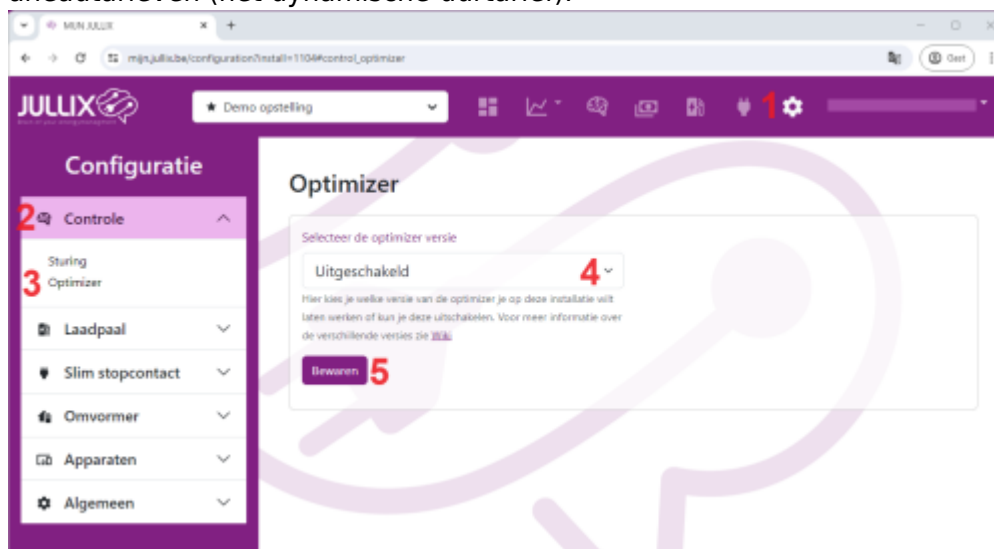 MIJN JULLIX
mijn.jullix.be/configuration?install=1104#control_optimizer
Gast
JULLIX
★ Demo opstelling
1
Configuratie
2 Controle
Sturing
3 Optimizer
Laadpaal
Slim stopcontact
Omvormer
Apparaten
Algemeen
Optimizer
Selecteer de optimizer versie
Uitgeschakeld 4
Hier kies je welke versie van de optimizer je op deze installatie wilt
laten werken of kun je deze uitschakelen. Voor meer informatie over
de verschillende versies zie Wiki
Bewaren 5